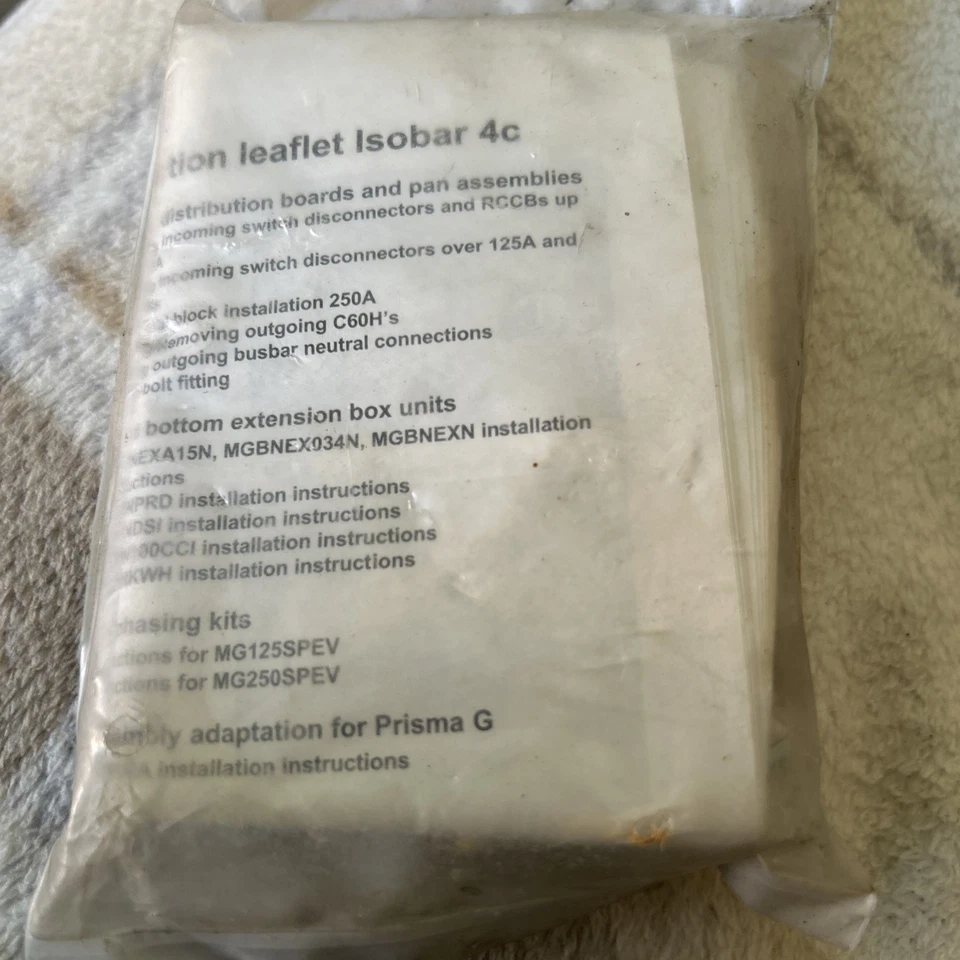 tion leaflet Isobar 4c
distribution boards and pan assemblies
incoming switch disconnectors and RCCBs up
A
incoming switch disconnectors over 125A and
block installation 250A
emoving outgoing C60H's
outgoing busbar neutral connections
bolt fitting
bottom extension box units
EXA15N, MGBNEX034N, MGBNEXN installation
ctions
PRD installation instructions
DSI installation instructions
00CCI installation instructions
KWH installation instructions
hasing kits
ctions for MG125SPEV
ctions for MG250SPEV
mbly adaptation for Prisma G
A installation instructions